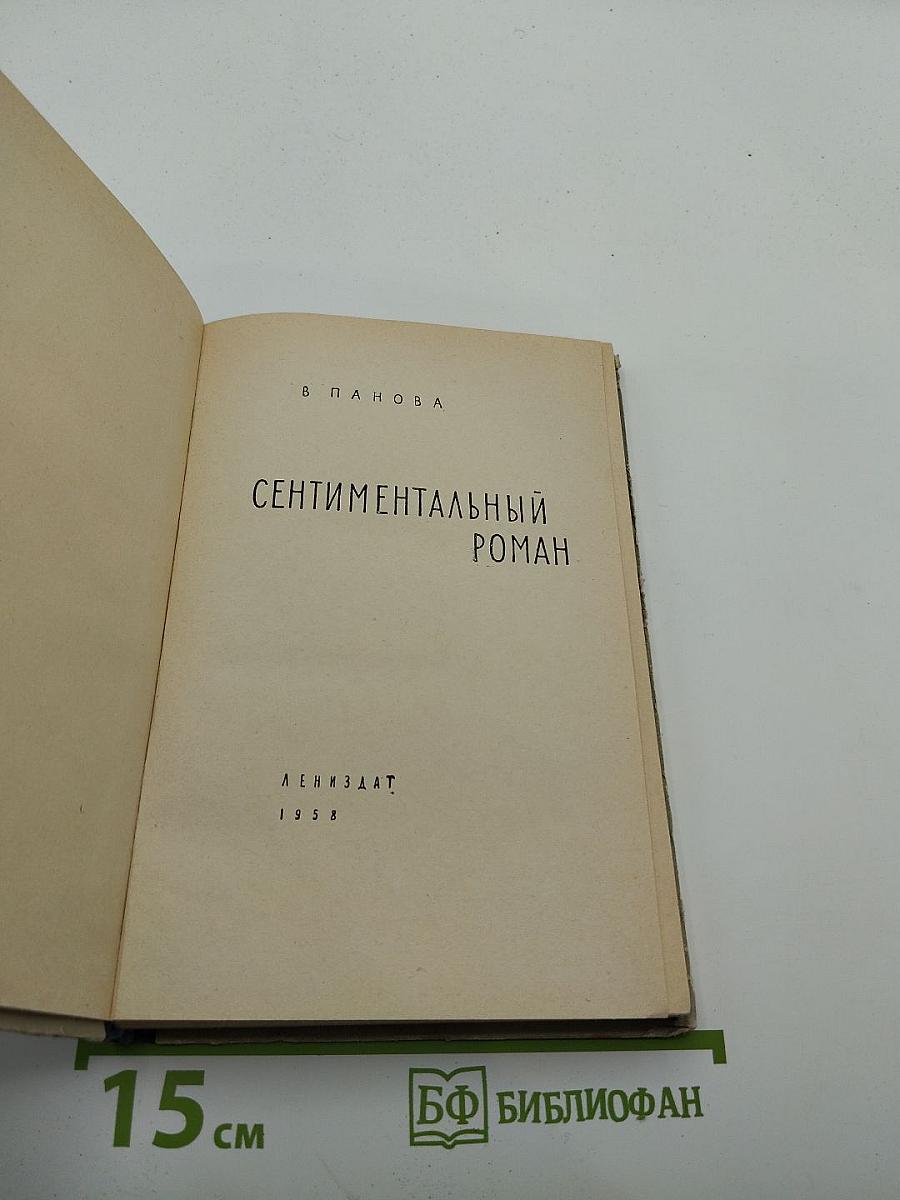 В ПАНОВА
СЕНТИМЕНТАЛЬНЫЙ
РОМАН
ЛЕНИЗДАТ
1958
15 см
БФ БИБЛИОФАН